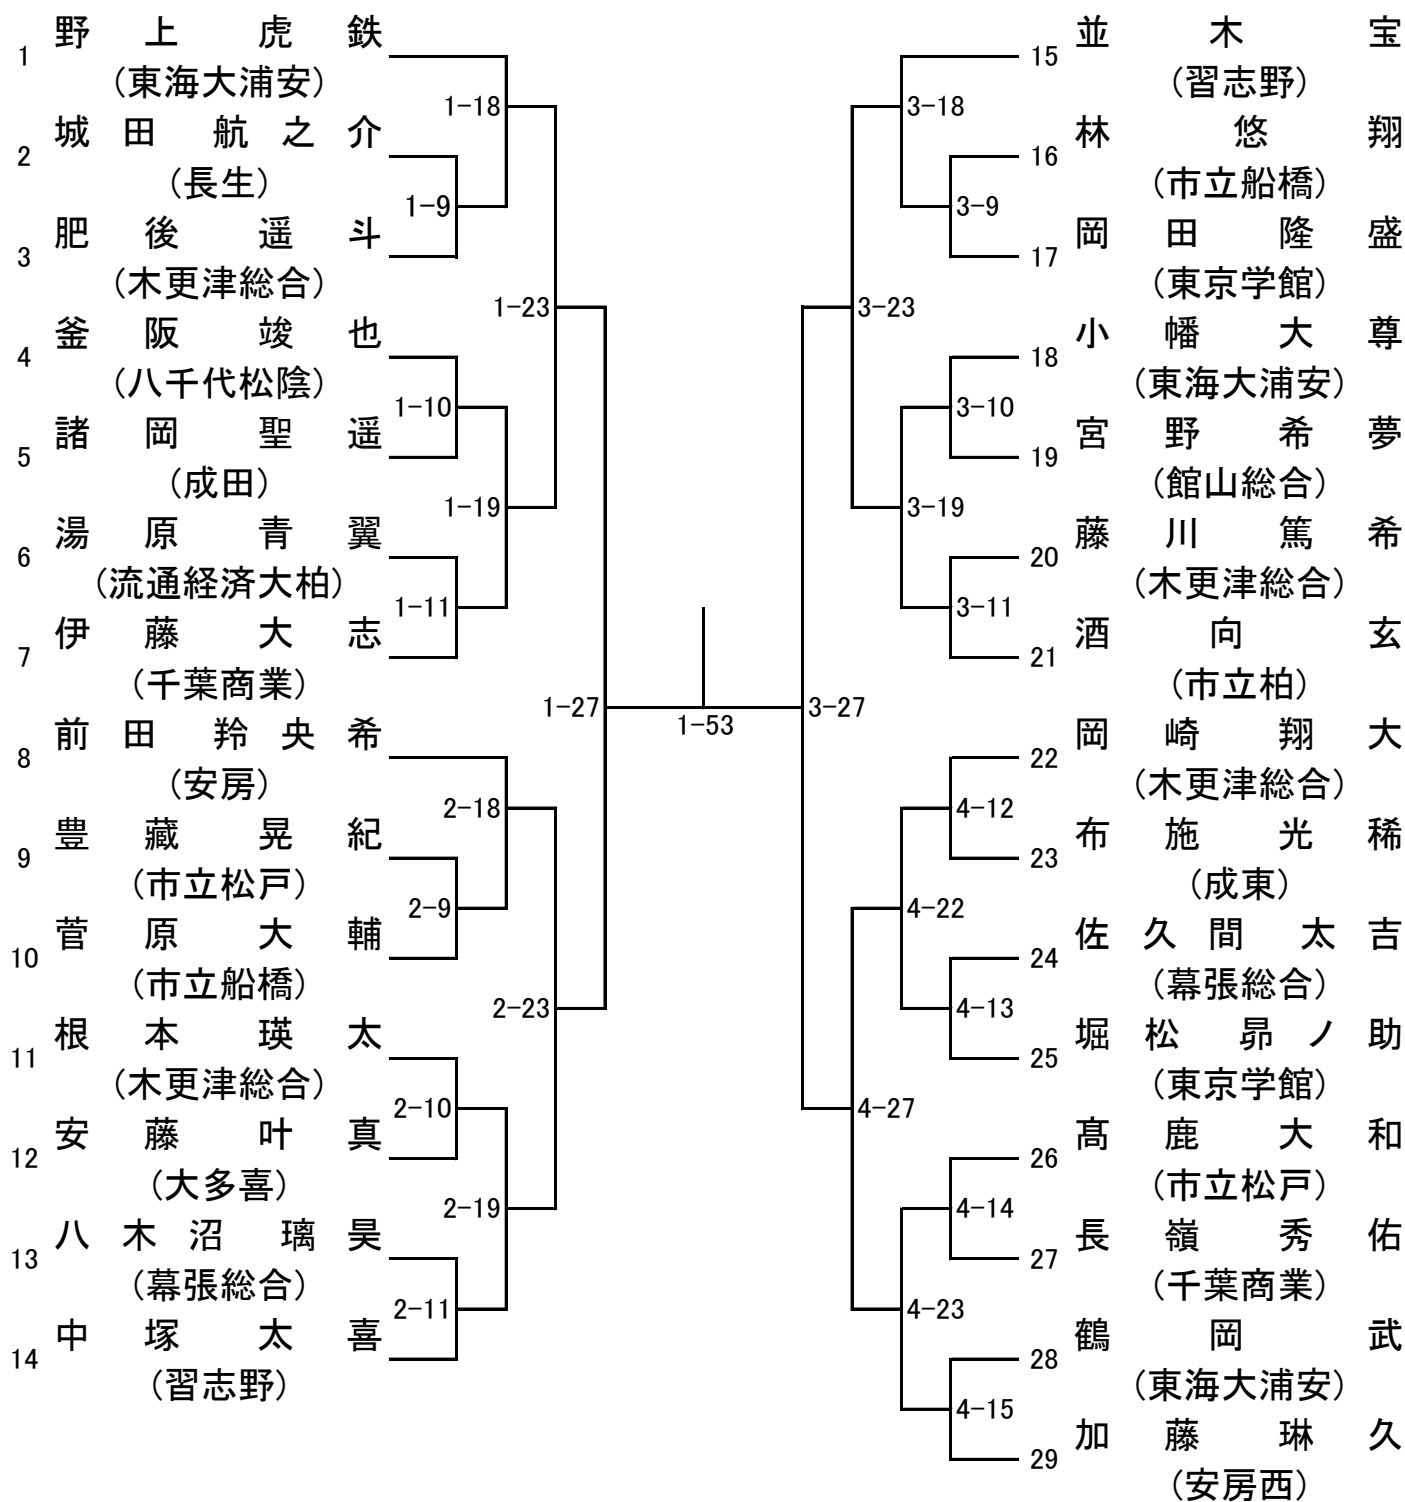 1 野上虎鉄
(東海大浦安)
2 城田航之介
(長生)
3 肥後遥斗
(木更津総合)
4 釜阪竣也
(八千代松陰)
5 諸岡聖遥
(成田)
6 湯原青翼
(流通経済大柏)
7 伊藤大志
(千葉商業)
8 前田羚央希
(安房)
9 豊藏晃紀
(市立松戸)
10 菅原大輔
(市立船橋)
11 根本瑛太
(木更津総合)
12 安藤叶真
(大多喜)
13 八木沼璃昊
(幕張総合)
14 中塚太喜
(習志野)
1-18
1-9
1-23
1-10
1-19
1-11
1-27
2-18
2-9
2-23
2-10
2-19
2-11
1-53
3-18
3-9
3-23
3-10
3-19
3-11
3-27
4-12
4-22
4-13
4-27
4-14
4-23
4-15
15 並木宝
(習志野)
16 林悠翔
(市立船橋)
17 岡田隆盛
(東京学館)
18 小幡大尊
(東海大浦安)
19 宮野希夢
(館山総合)
20 藤川篤希
(木更津総合)
21 酒向玄
(市立柏)
22 岡崎翔大
(木更津総合)
23 布施光稀
(成東)
24 佐久間太吉
(幕張総合)
25 堀松昴ノ助
(東京学館)
26 髙鹿大和
(市立松戸)
27 長嶺秀佑
(千葉商業)
28 鶴岡武
(東海大浦安)
29 加藤琳久
(安房西)